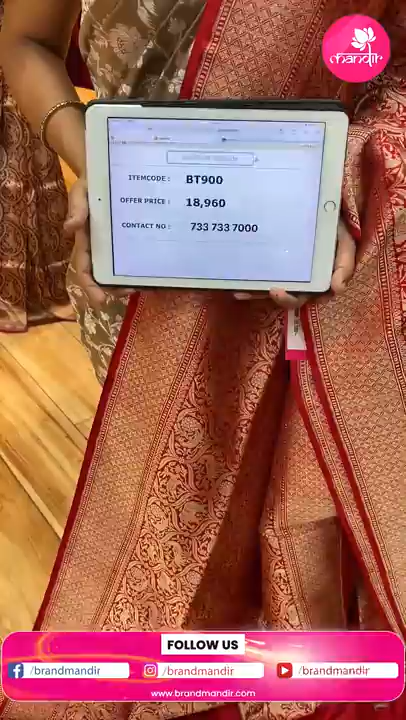 mandir
ITEMCODE : BT900
OFFER PRICE : 18,960
CONTACT NO : 733 733 7000
FOLLOW US
/brandmandir /brandmandir /brandmandir
www.brandmandir.com